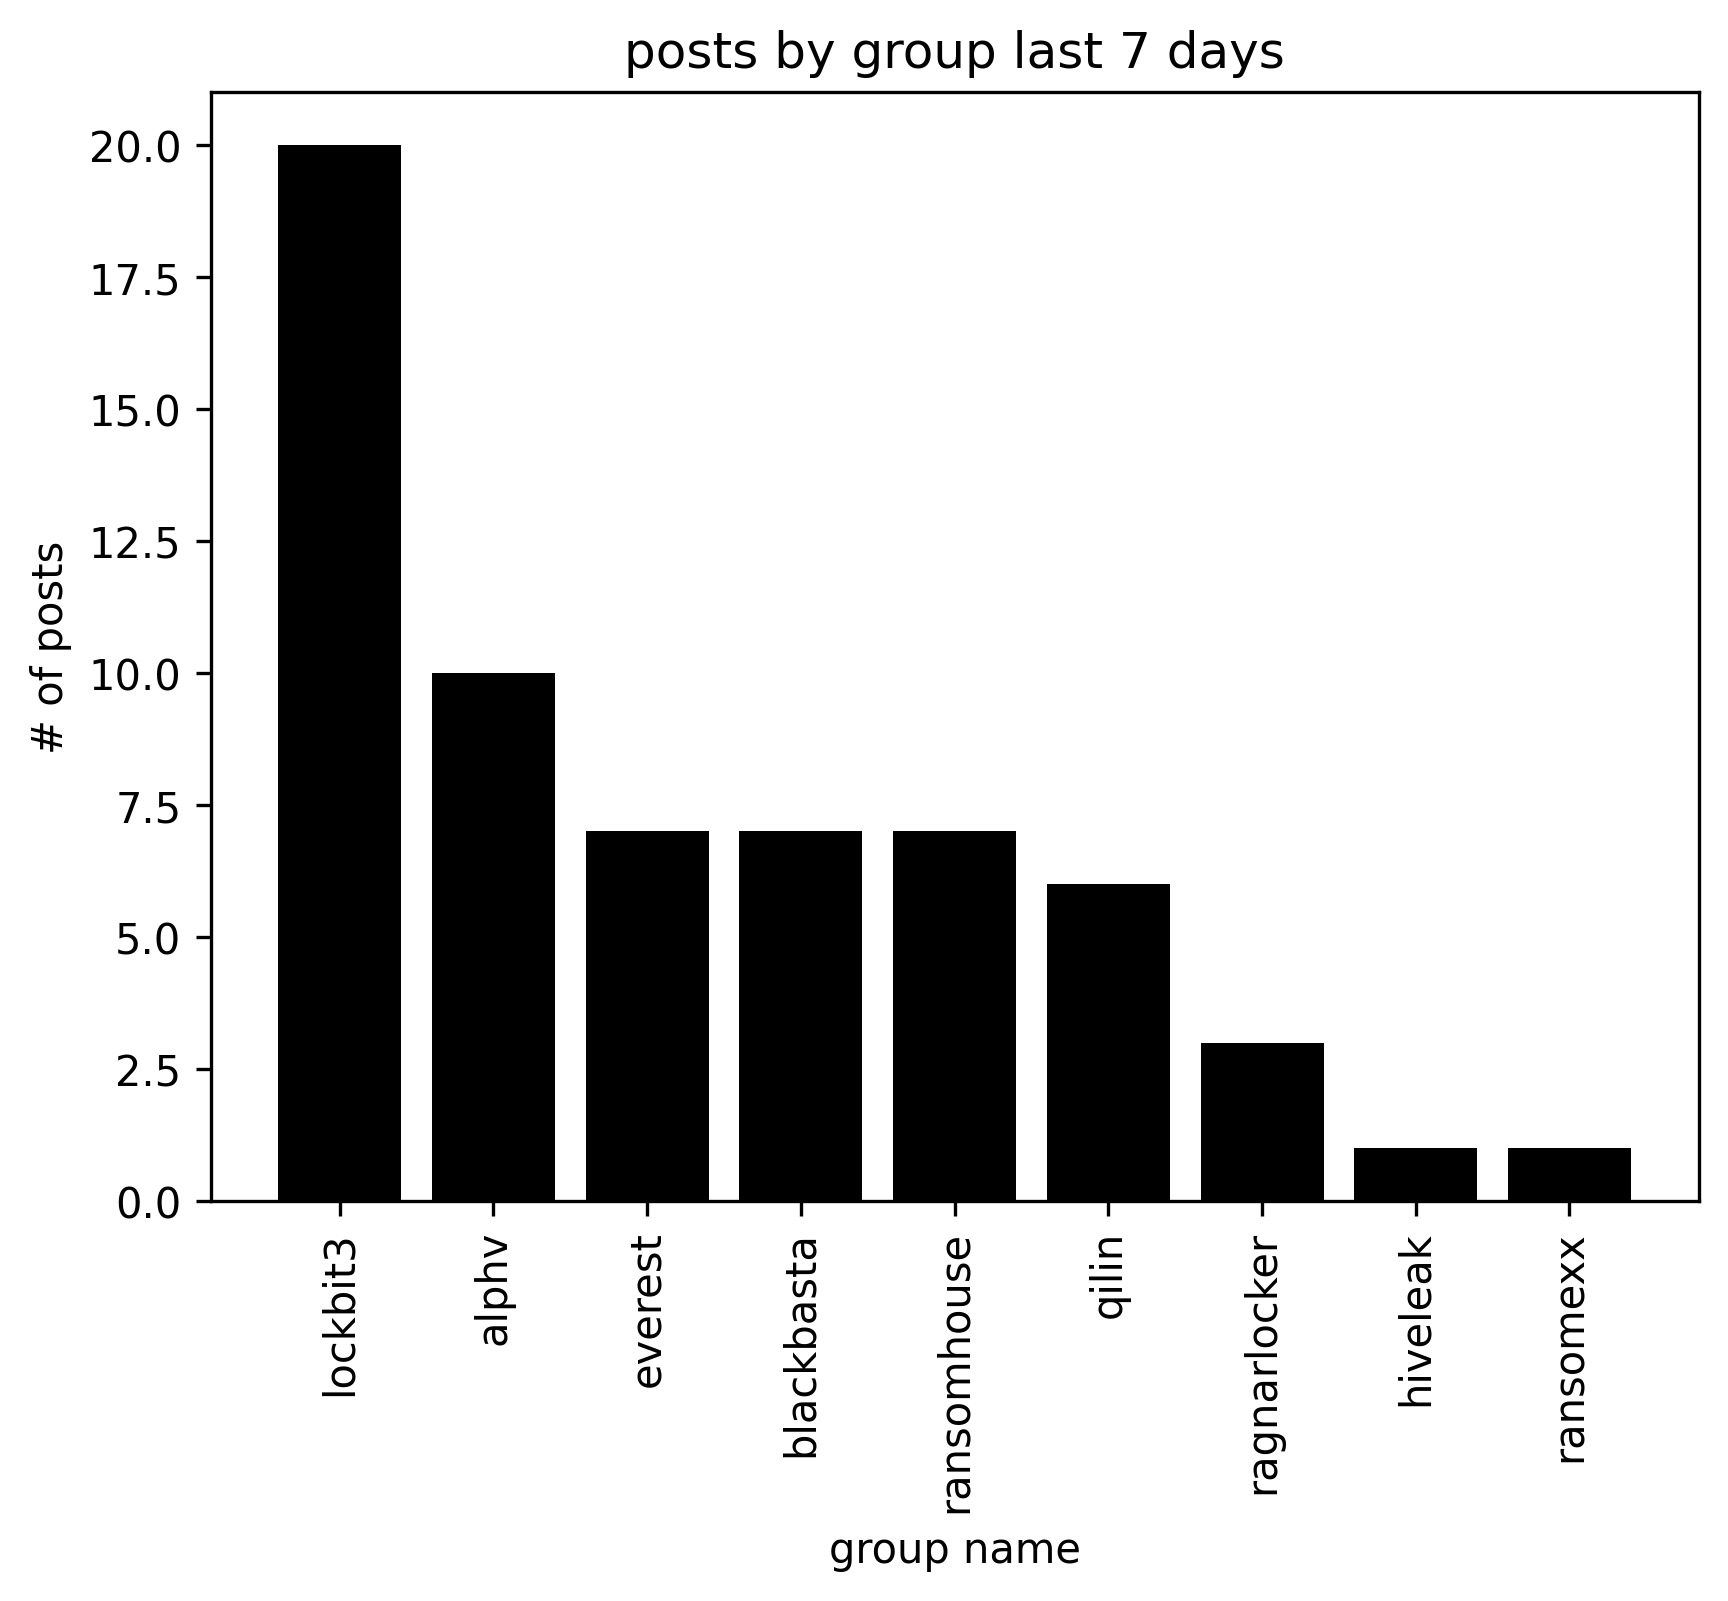 posts by group last 7 days
# of posts
20.0
17.5
15.0
12.5
10.0
7.5
5.0
2.5
0.0
lockbit3
alphv
everest
blackbasta
ransomhouse
qilin
ragnarlocker
hiveleak
ransomexx
group name